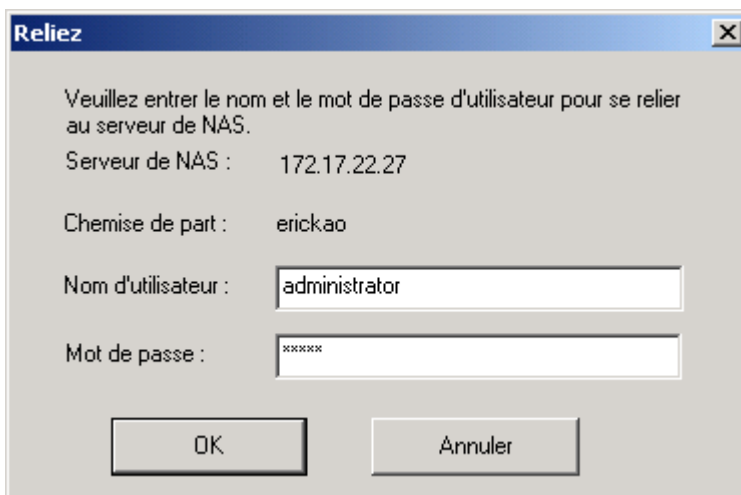 Reliez
Veuillez entrer le nom et le mot de passe d'utilisateur pour se relier
au serveur de NAS.
Serveur de NAS : 172.17.22.27
Chemise de part : erickao
Nom d'utilisateur : administrator
Mot de passe : *****
OK Annuler